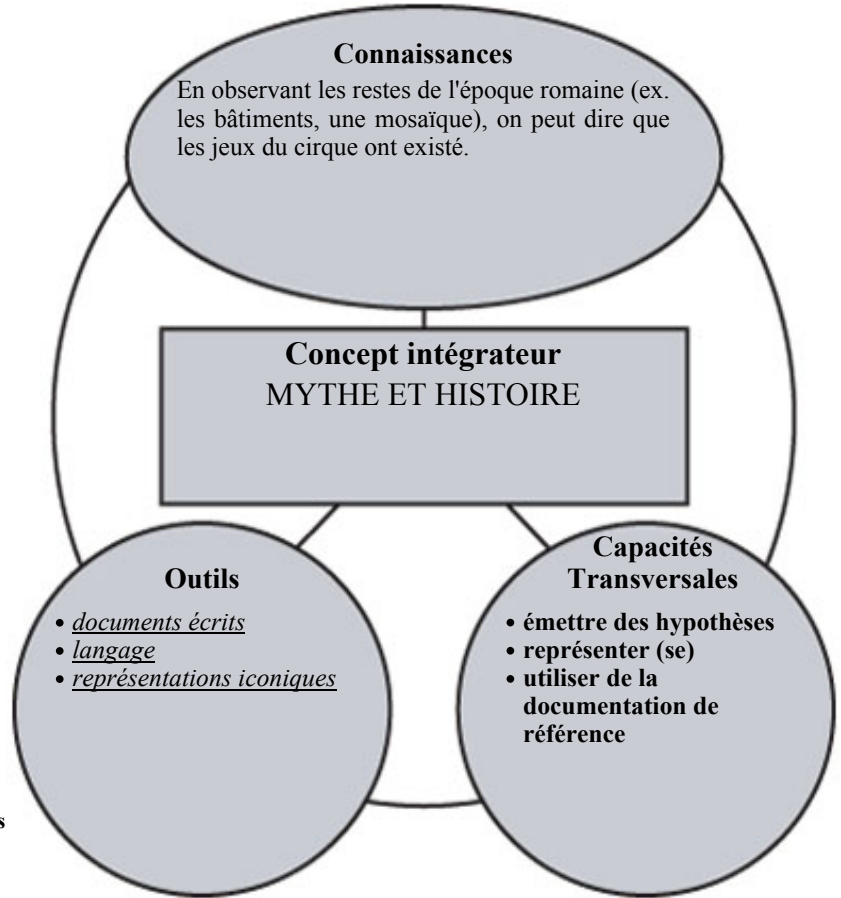 Connaissances
En observant les restes de l'époque romaine (ex.
les bâtiments, une mosaïque), on peut dire que
les jeux du cirque ont existé.
Concept intégrateur
MYTHE ET HISTOIRE
Outils
• documents écrits
• langage
• représentations iconiques
Capacités
Transversales
• émettre des hypothèses
• représenter (se)
• utiliser de la
documentation de
référence
s